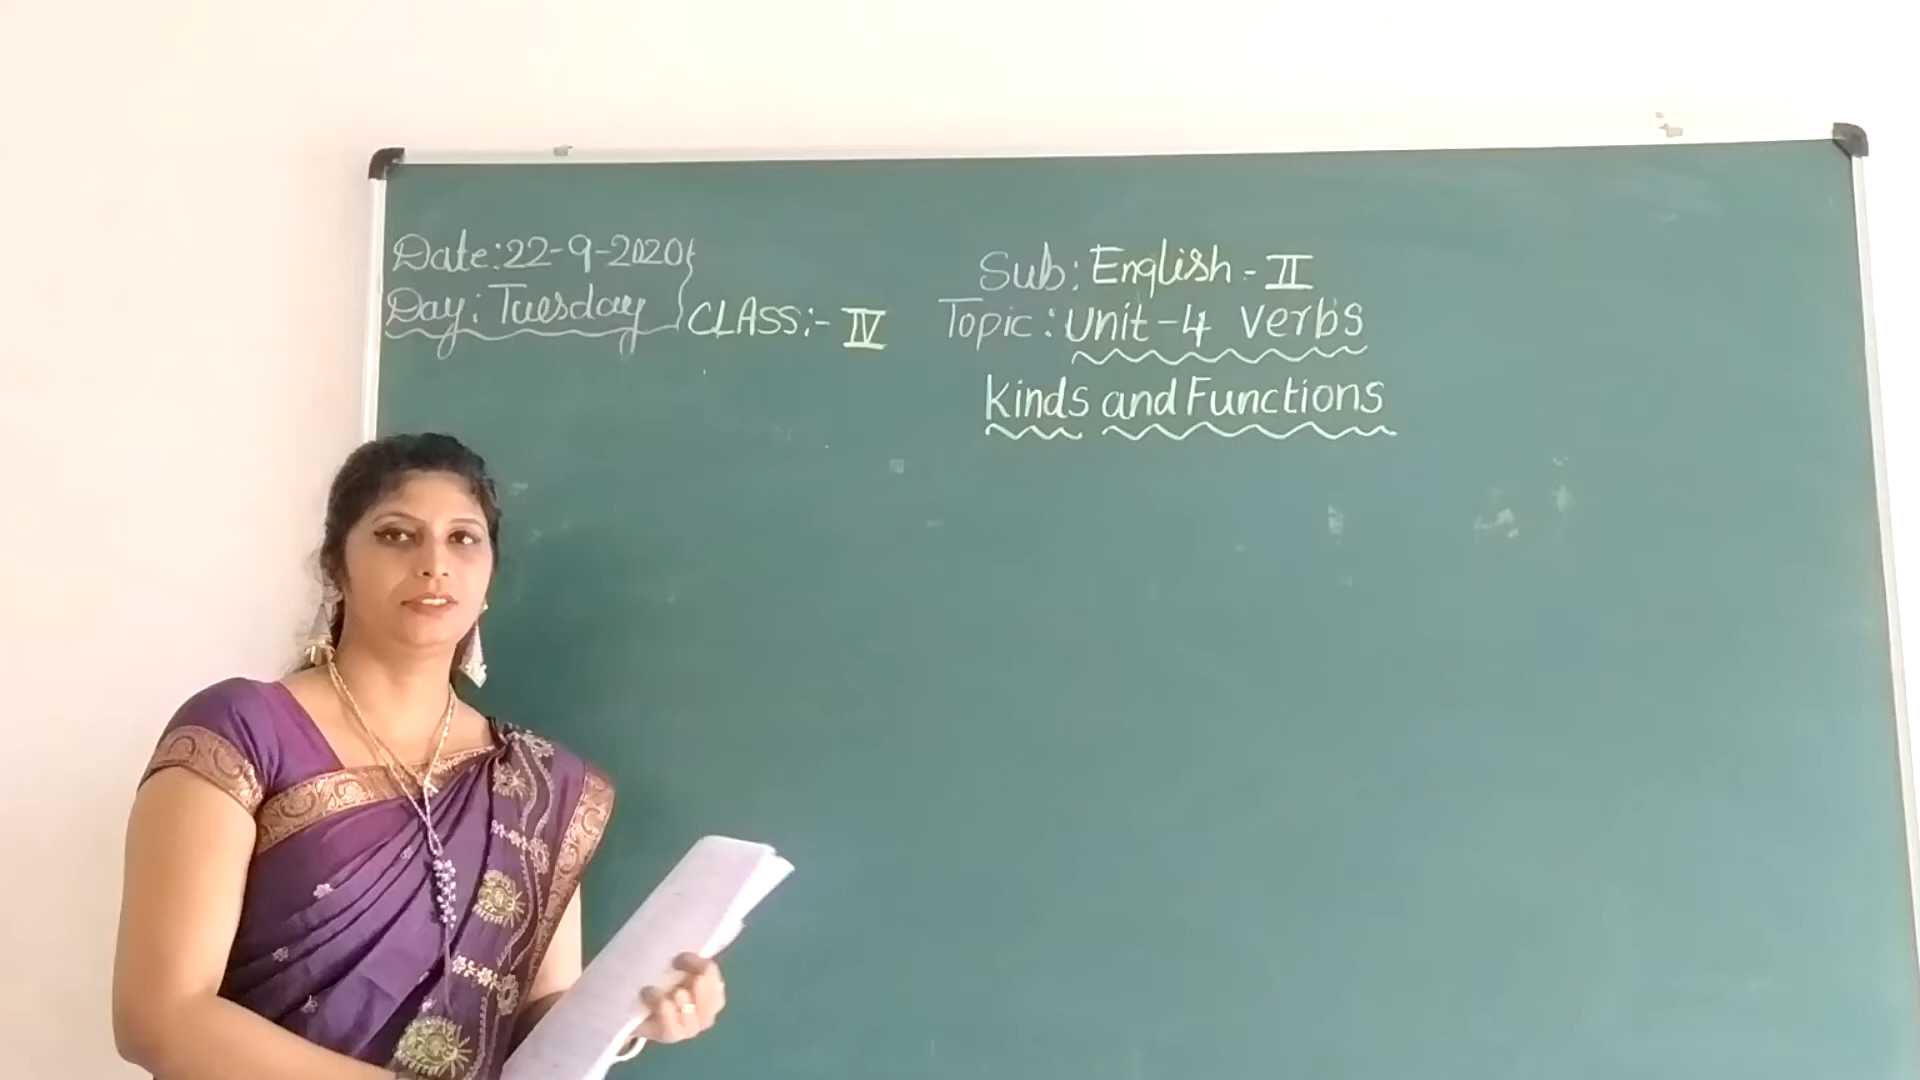 Date:22-9-2020
Day: Tuesday
CLASS:- IV
Sub: English - II
Topic: Unit-4 Verbs
Kinds and Functions